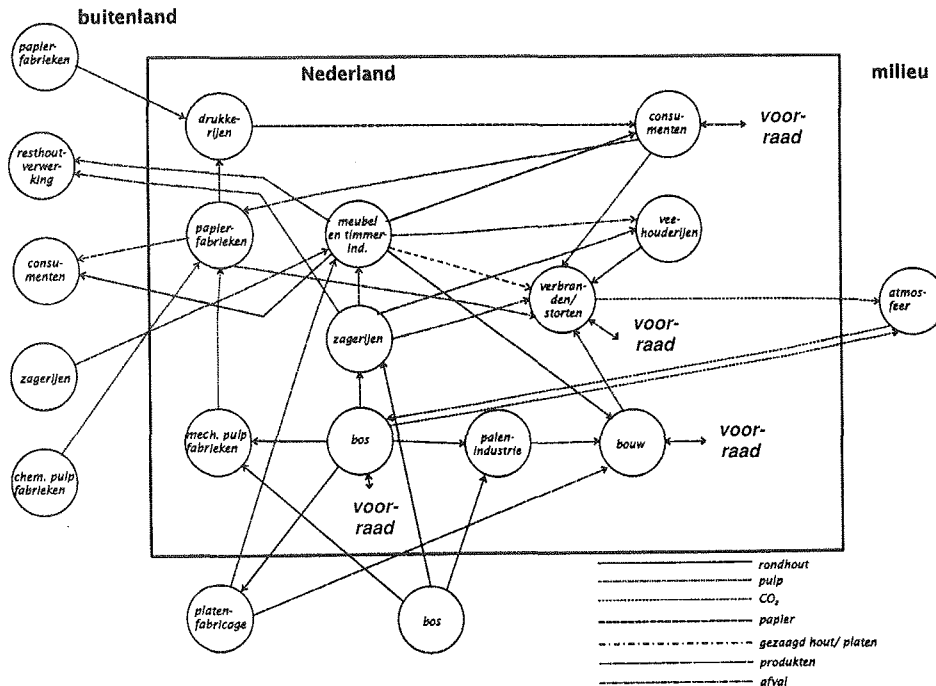 buitenland
papier-
fabrieken
Nederland
milieu
drukke-
rijen
consu-
menten
voor-
raad
resthout-
verwer-
king
papier-
fabrieken
meubel
en timmer-
ind.
vee-
houderijen
consu-
menten
verbran-
den/
storten
atmos-
feer
voor-
raad
zagerijen
zagerijen
mech. pulp
fabrieken
bos
palen-
industrie
bouw
voor-
raad
chem. pulp
fabrieken
voor-
raad
platen-
fabricage
bos
rondhout
pulp
CO₂
papier
gezaagd hout/ platen
produkten
afval